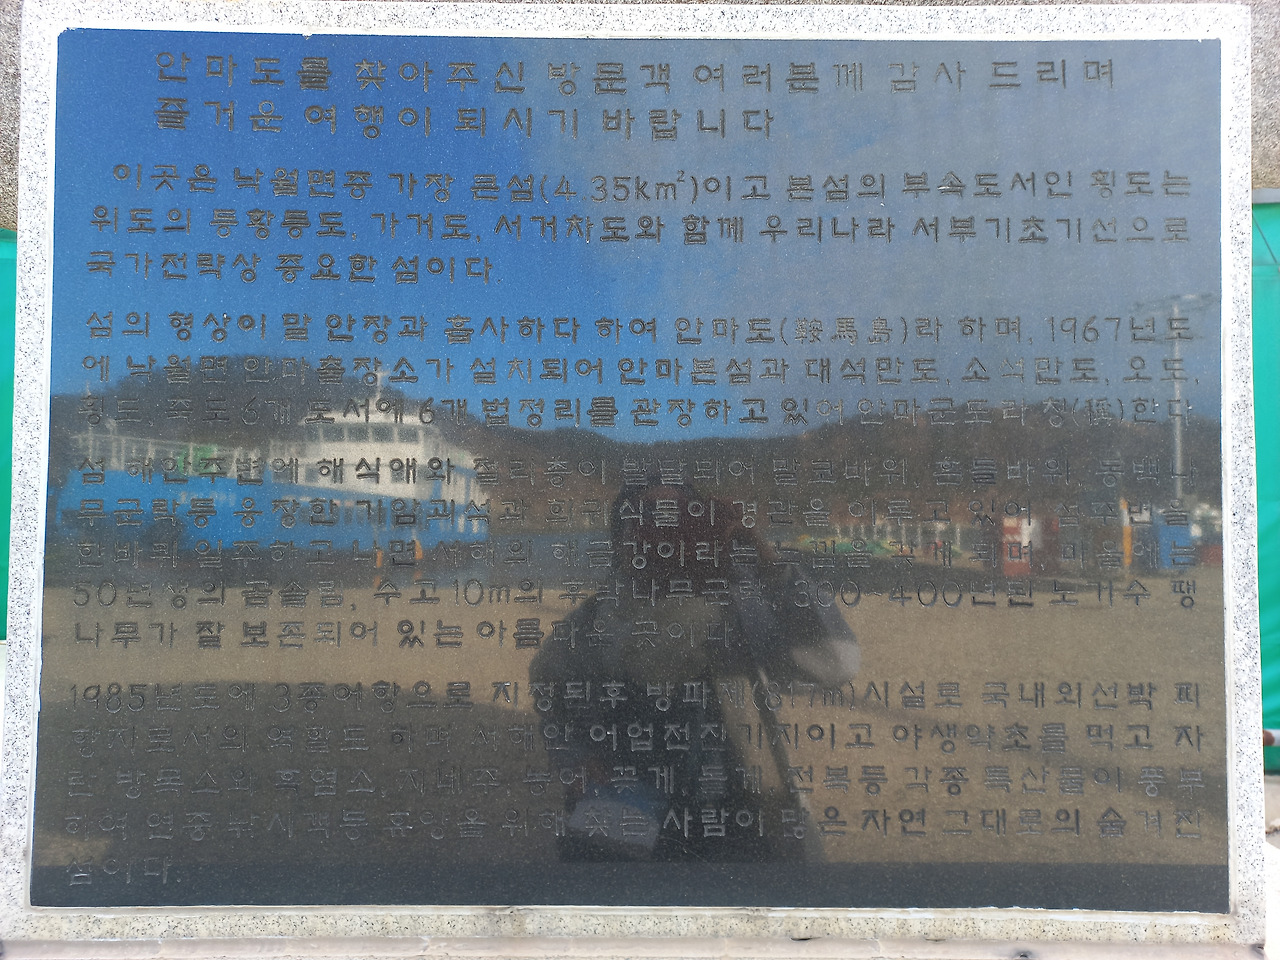 안마도를 찾아주신 방문객 여러분께 감사 드리며
즐거운 여행이 되시기 바랍니다
이곳은 낙월면중 가장 큰섬(4.35km²)이고 본섬의 부속도서인 횡도는
위도의 등황등도, 가거도, 서거차도와 함께 우리나라 서부기초기선으로
국가전략상 중요한 섬이다.
섬의 형상이 말 안장과 흡사하다 하여 안마도(鞍馬島)라 하며, 1967년도
에 낙월면 안마출장소가 설치되어 안마본섬과 대석만도, 소석만도, 오도,
횡도, 죽도 6개 도서에 6개 법정리를 관장하고있어 안마군도라 칭(稱)한다
섬 해안주변에 해식애와 절리층이 발달되어 말코바위, 흔들바위, 동백나
무군락등 웅장한 기암괴석과 희귀식물이 경관을 이루고 있어 섬주변을
한바퀴 일주하고 나면 서해의 해금강이라는 느낌을 갖게 되며, 마을에는
50년생의 곰솔림, 수고 10m의 후박나무군락, 300~400년된 노거수 팽
나무가 잘 보존되어 있는 아름다운 곳이다.
1985년도에 3종어항으로 지정된후 방파제(817m)시설로 국내외선박 피
항지로서의 역할도 하며 서해안 어업전진기지이고 야생약초를 먹고 자
란 방목소와 흑염소, 지네주, 농어, 꽃게, 돌게, 전복등 각종 특산물이 풍부
하여 연중 낚시객등 휴양을 위해 찾는 사람이 많은 자연 그대로의 숨겨진
섬이다.